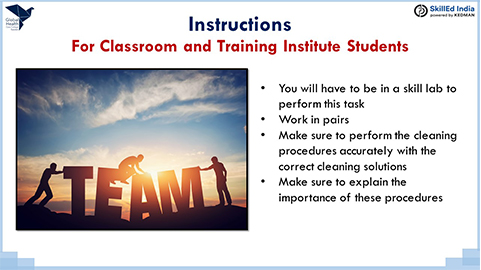 Global
Health
SkillEd India
powered by KEDMAN
Instructions
For Classroom and Training Institute Students
• You will have to be in a skill lab to
perform this task
• Work in pairs
• Make sure to perform the cleaning
procedures accurately with the
correct cleaning solutions
• Make sure to explain the
importance of these procedures
TEAM